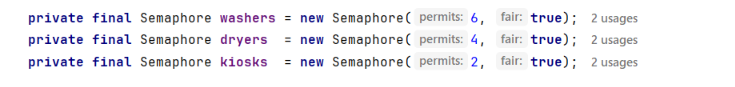 private final Semaphore washers = new Semaphore( permits: 6, fair: true); 2 usages
private final Semaphore dryers  = new Semaphore( permits: 4, fair: true); 2 usages
private final Semaphore kiosks  = new Semaphore( permits: 2, fair: true); 2 usages